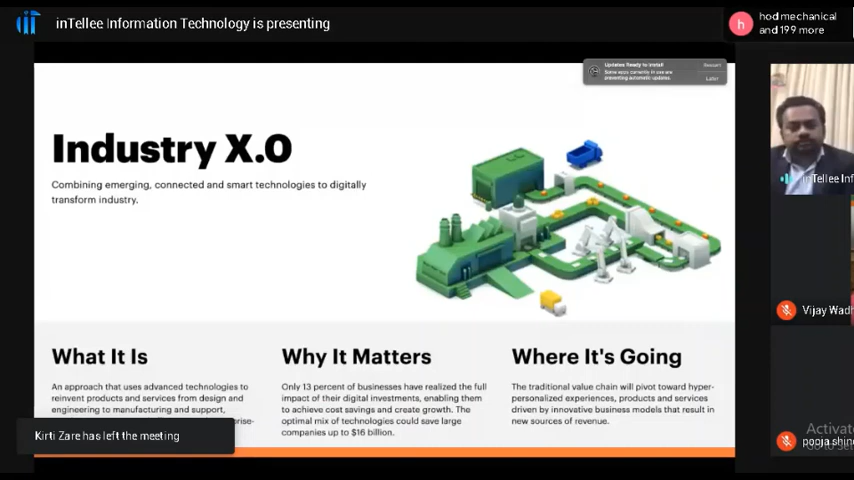 inTellee Information Technology is presenting
h
hod mechanical
and 199 more
Updates Ready to Install
Some apps currently in use are
preventing automatic updates.
Restart
Later
Industry X.0
Combining emerging, connected and smart technologies to digitally
transform industry.
inTellee Inf
Vijay Wadh
What It Is
An approach that uses advanced technologies to
reinvent products and services from design and
engineering to manufacturing and support,
Why It Matters
Only 13 percent of businesses have realized the full
impact of their digital investments, enabling them
to achieve cost savings and create growth. The
optimal mix of technologies could save large
companies up to $16 billion.
Where It's Going
The traditional value chain will pivot toward hyper-
personalized experiences, products and services
driven by innovative business models that result in
new sources of revenue.
Kirti Zare has left the meeting
Activate
Go to Set
pooja shin